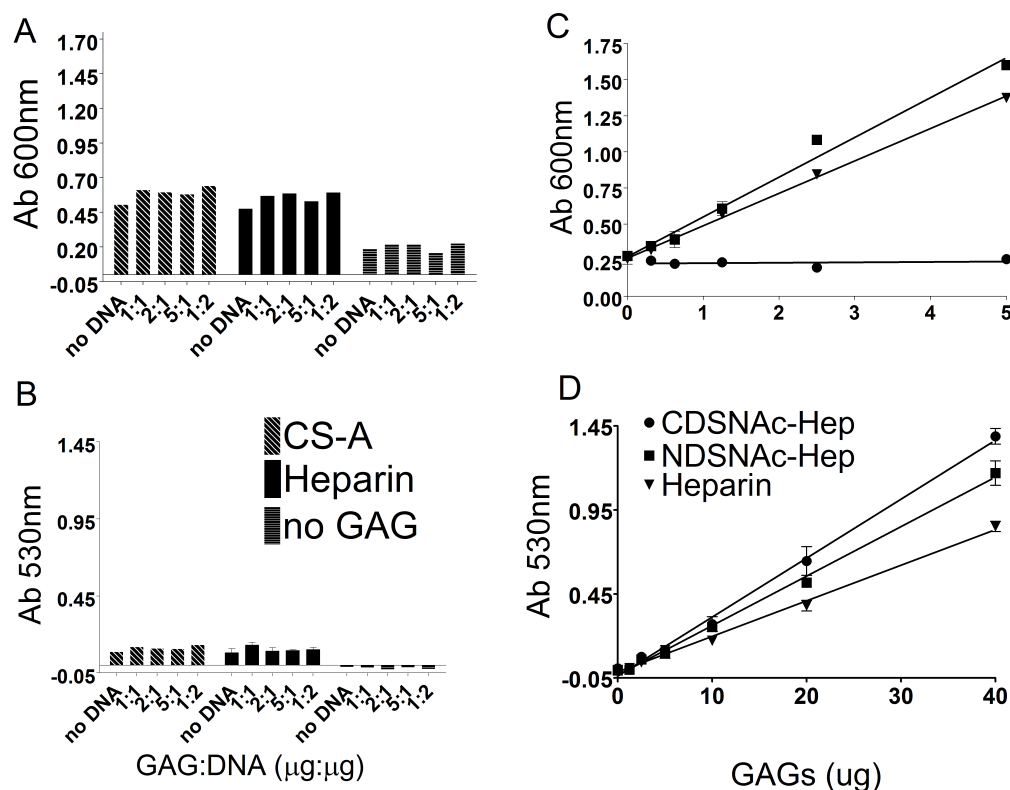 A
Ab 600nm
1.70
1.45
1.20
0.95
0.70
0.45
0.20
-0.05
no DNA 1:1 2:1 5:1 1:2 no DNA 1:1 2:1 5:1 1:2 no DNA 1:1 2:1 5:1 1:2
B
Ab 530nm
1.45
0.95
0.45
-0.05
CS-A
Heparin
no GAG
no DNA 1:1 2:1 5:1 1:2 no DNA 1:1 2:1 5:1 1:2 no DNA 1:1 2:1 5:1 1:2
GAG:DNA (μg:μg)
C
Ab 600nm
1.75
1.50
1.25
1.00
0.75
0.50
0.25
0.00
0 1 2 3 4 5
D
Ab 530nm
1.45
0.95
0.45
-0.05
CDSNAc-Hep
NDSNAc-Hep
Heparin
0 10 20 30 40
GAGs (ug)